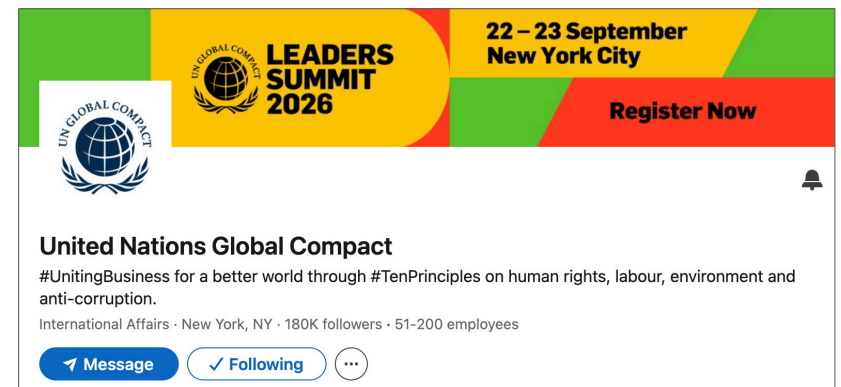 UN GLOBAL COMPACT
LEADERS
SUMMIT
2026
22 – 23 September
New York City
Register Now
UN GLOBAL COMPACT
United Nations Global Compact
#UnitingBusiness for a better world through #TenPrinciples on human rights, labour, environment and
anti-corruption.
International Affairs · New York, NY · 180K followers · 51-200 employees
Message
Following